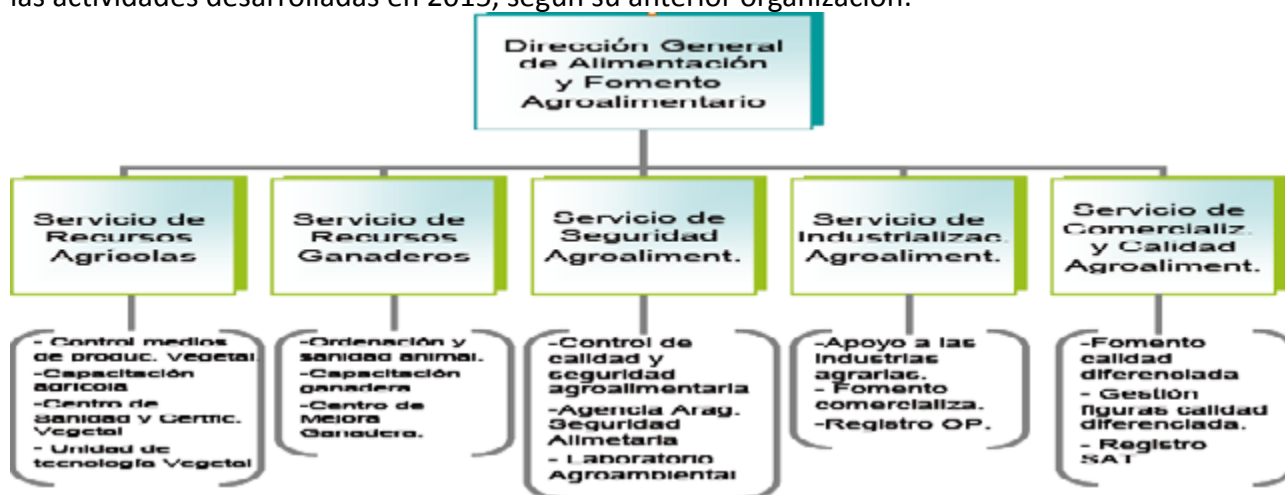 las actividades desarrolladas en 2015, según su anterior organización:
Dirección General
de Alimentación
y Fomento
Agroalimentario
Servicio de
Recursos
Agrícolas
Servicio de
Recursos
Ganaderos
Servicio de
Seguridad
Agroaliment.
Servicio de
Industrializac.
Agroaliment.
Servicio de
Comercializ.
y Calidad
Agroaliment.
- Control medios
de produc. Vegetal.
-Capacitación
agrícola
-Centro de
Sanidad y Certific.
Vegetal
- Unidad de
tecnología Vegetal
-Ordenación y
sanidad animal.
-Capacitación
ganadera
-Centro de
Mejora
Ganadera.
-Control de
calidad y
seguridad
agroalimentaria
-Agencia Arag.
Seguridad
Alimetaria
- Laboratorio
Agroambiental
-Apoyo a las
industrias
agrarias.
- Fomento
comercializa.
-Registro OP.
-Fomento
calidad
diferenciada
- Gestión
figuras calidad
diferenciada.
- Registro
SAT